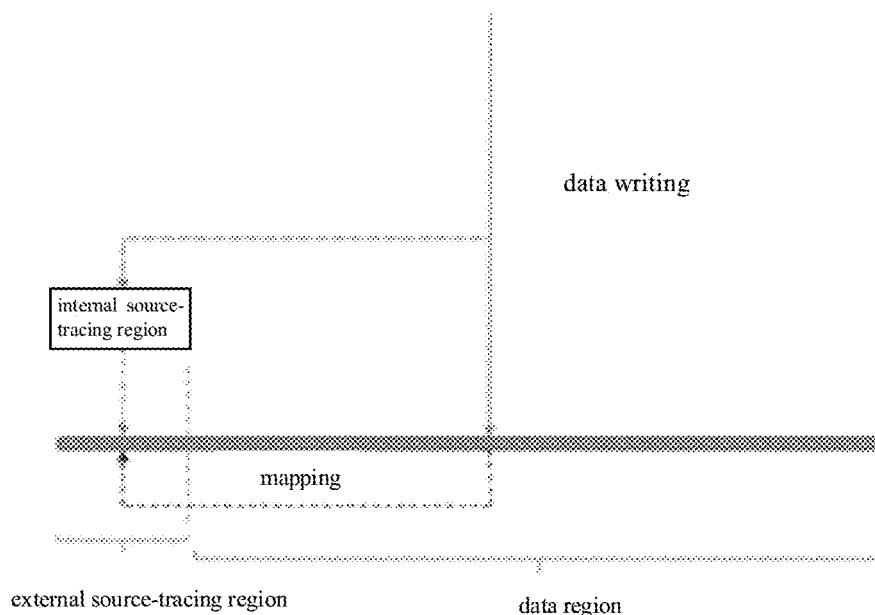 data writing
internal source-
tracing region
mapping
external source-tracing region
data region